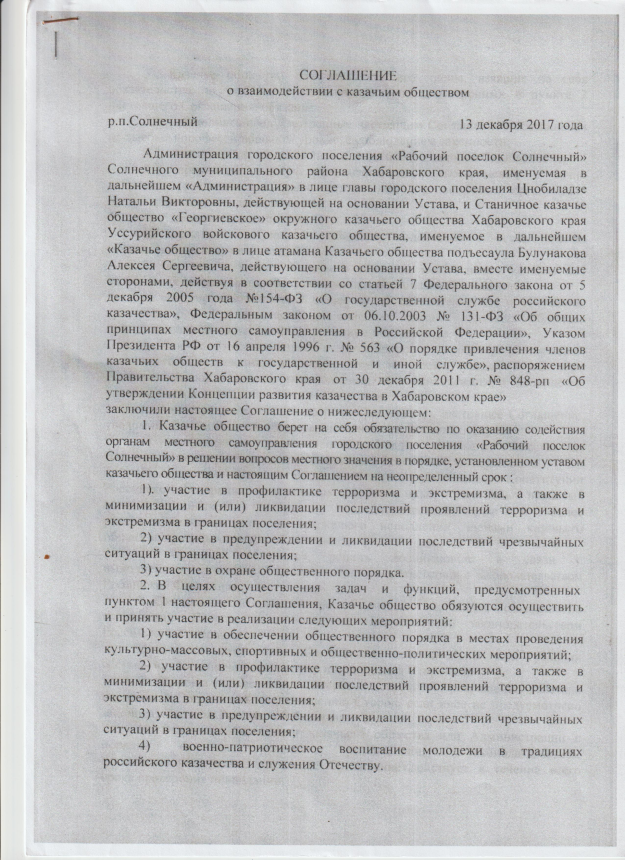 СОГЛАШЕНИЕ
о взаимодействии с казачьим обществом
р.п.Солнечный 13 декабря 2017 года
Администрация городского поселения «Рабочий поселок Солнечный»
Солнечного муниципального района Хабаровского края, именуемая в
дальнейшем «Администрация» в лице главы городского поселения Цнобиладзе
Натальи Викторовны, действующей на основании Устава, и Станичное казачье
общество «Георгиевское» окружного казачьего общества Хабаровского края
Уссурийского войскового казачьего общества, именуемое в дальнейшем
«Казачье общество» в лице атамана Казачьего общества подъесаула Булунакова
Алексея Сергеевича, действующего на основании Устава, вместе именуемые
сторонами, действуя в соответствии со статьей 7 Федерального закона от 5
декабря 2005 года №154-ФЗ «О государственной службе российского
казачества», Федеральным законом от 06.10.2003 № 131-ФЗ «Об общих
принципах местного самоуправления в Российской Федерации», Указом
Президента РФ от 16 апреля 1996 г. № 563 «О порядке привлечения членов
казачьих обществ к государственной и иной службе», распоряжением
Правительства Хабаровского края от 30 декабря 2011 г. № 848-рп «Об
утверждении Концепции развития казачества в Хабаровском крае»
заключили настоящее Соглашение о нижеследующем:
1. Казачье общество берет на себя обязательство по оказанию содействия
органам местного самоуправления городского поселения «Рабочий поселок
Солнечный» в решении вопросов местного значения в порядке, установленном уставом
казачьего общества и настоящим Соглашением на неопределенный срок :
1). участие в профилактике терроризма и экстремизма, а также в
минимизации и (или) ликвидации последствий проявлений терроризма и
экстремизма в границах поселения;
2) участие в предупреждении и ликвидации последствий чрезвычайных
ситуаций в границах поселения;
3) участие в охране общественного порядка.
2. В целях осуществления задач и функций, предусмотренных
пунктом 1 настоящего Соглашения, Казачье общество обязуются осуществить
и принять участие в реализации следующих мероприятий:
1) участие в обеспечении общественного порядка в местах проведения
культурно-массовых, спортивных и общественно-политических мероприятий;
2) участие в профилактике терроризма и экстремизма, а также в
минимизации и (или) ликвидации последствий проявлений терроризма и
экстремизма в границах поселения;
3) участие в предупреждении и ликвидации последствий чрезвычайных
ситуаций в границах поселения;
4) военно-патриотическое воспитание молодежи в традициях
российского казачества и служения Отечеству.